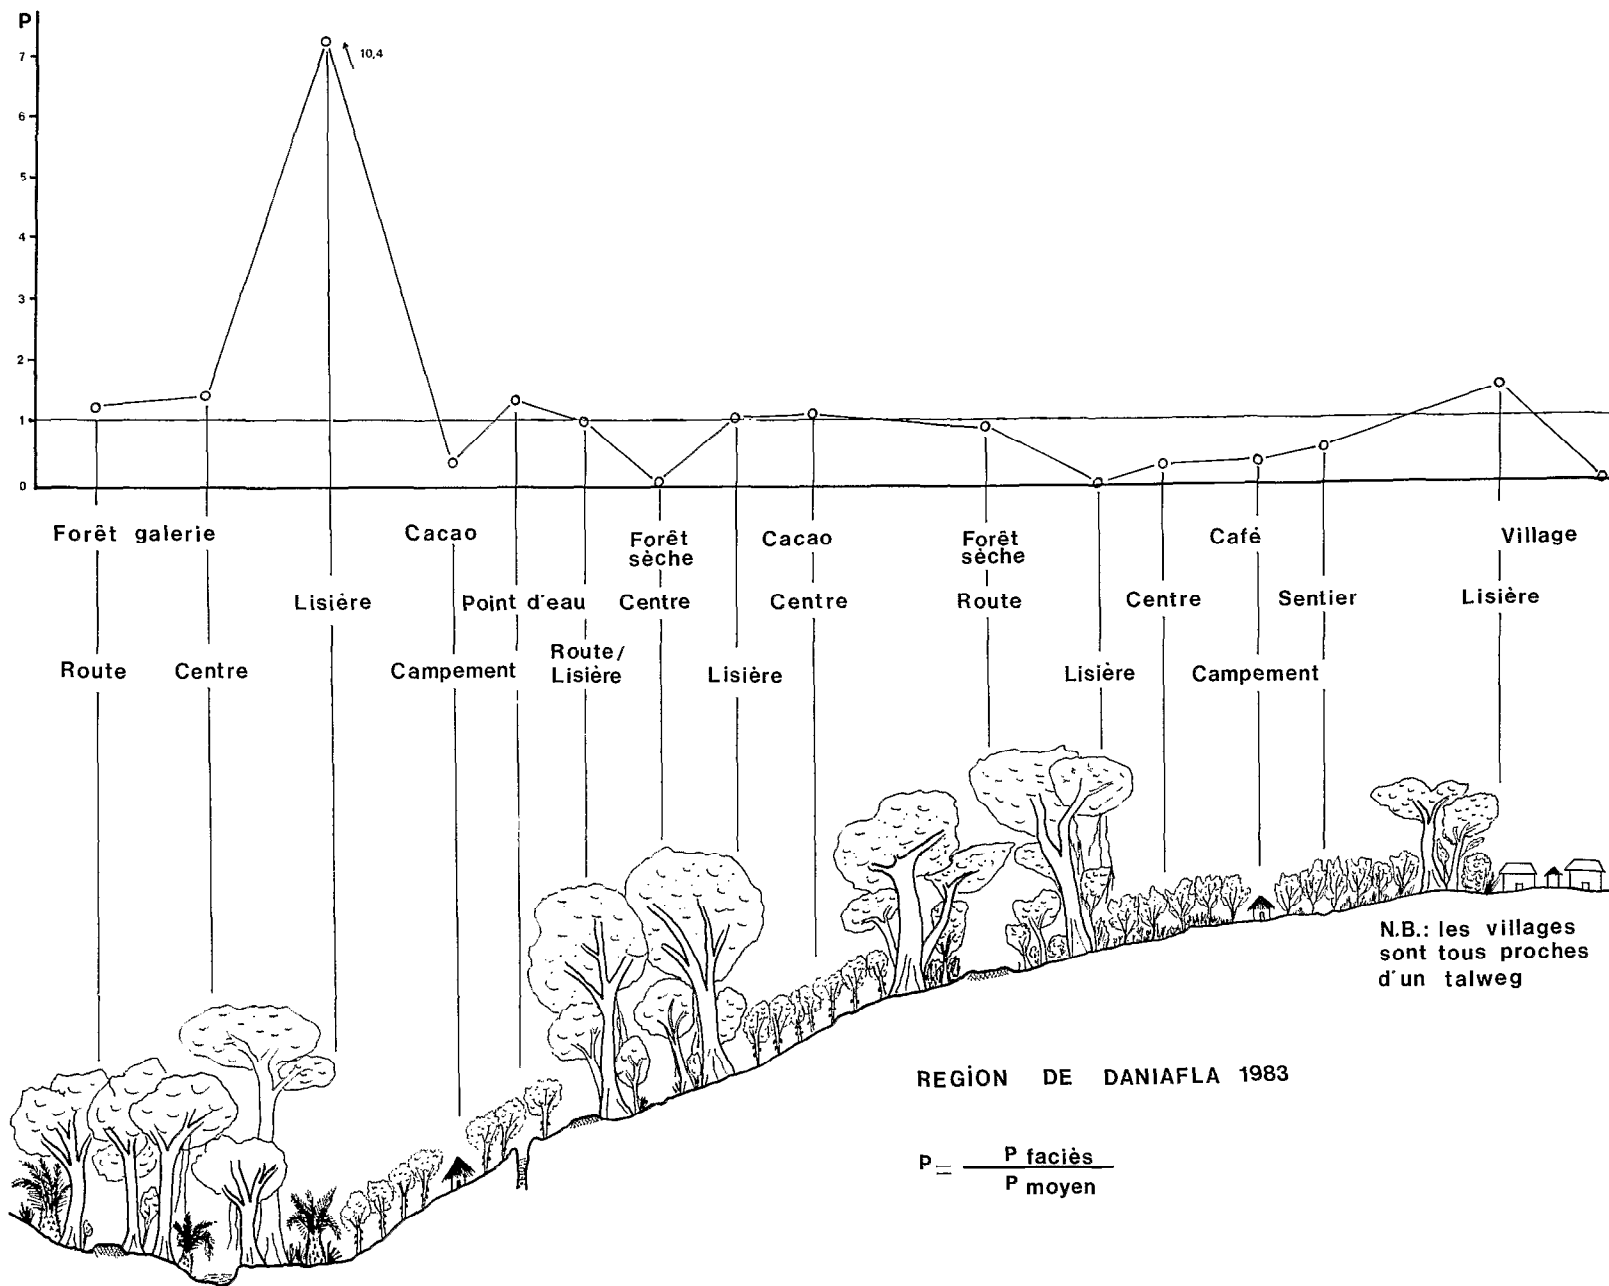 P
10,4
7
6
5
4
3
2
1
0
Forêt galerie
Cacao
Forêt
sèche
Cacao
Forêt
sèche
Café
Village
Lisière
Point d'eau
Centre
Centre
Route
Centre
Sentier
Lisière
Route
Centre
Campement
Route/
Lisière
Lisière
Lisière
Campement
N.B.: les villages
sont tous proches
d'un talweg
REGION DE DANIAFLA 1983
P = P faciès
P moyen